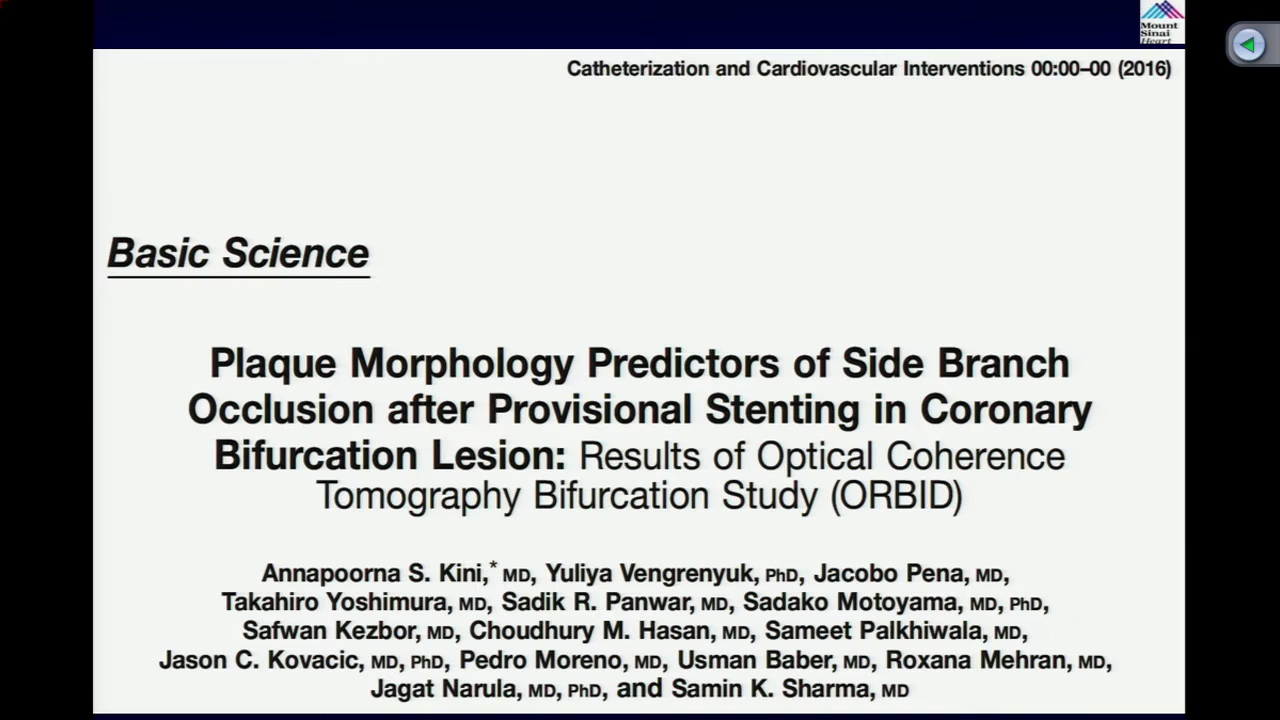 Mount
Sinai
Heart
Catheterization and Cardiovascular Interventions 00:00–00 (2016)
Basic Science
Plaque Morphology Predictors of Side Branch
Occlusion after Provisional Stenting in Coronary
Bifurcation Lesion: Results of Optical Coherence
Tomography Bifurcation Study (ORBID)
Annapoorna S. Kini,* MD, Yuliya Vengrenyuk, PhD, Jacobo Pena, MD,
Takahiro Yoshimura, MD, Sadik R. Panwar, MD, Sadako Motoyama, MD, PhD,
Safwan Kezbor, MD, Choudhury M. Hasan, MD, Sameet Palkhiwala, MD,
Jason C. Kovacic, MD, PhD, Pedro Moreno, MD, Usman Baber, MD, Roxana Mehran, MD,
Jagat Narula, MD, PhD, and Samin K. Sharma, MD